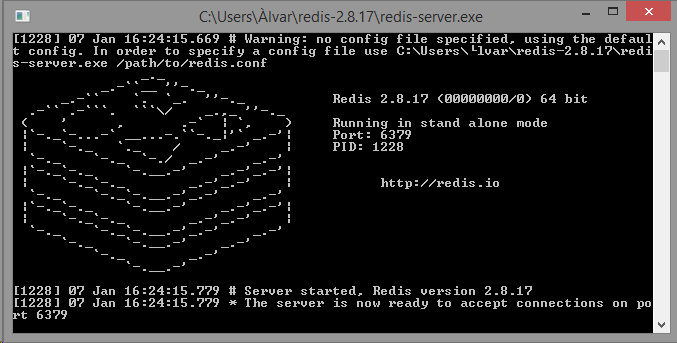 C:\Users\Àlvar\redis-2.8.17\redis-server.exe
[1228] 07 Jan 16:24:15.669 # Warning: no config file specified, using the defaul
t config. In order to specify a config file use C:\Users\└lvar\redis-2.8.17\redi
s-server.exe /path/to/redis.conf
Redis 2.8.17 (00000000/0) 64 bit
Running in stand alone mode
Port: 6379
PID: 1228
http://redis.io
[1228] 07 Jan 16:24:15.779 # Server started, Redis version 2.8.17
[1228] 07 Jan 16:24:15.779 * The server is now ready to accept connections on po
rt 6379